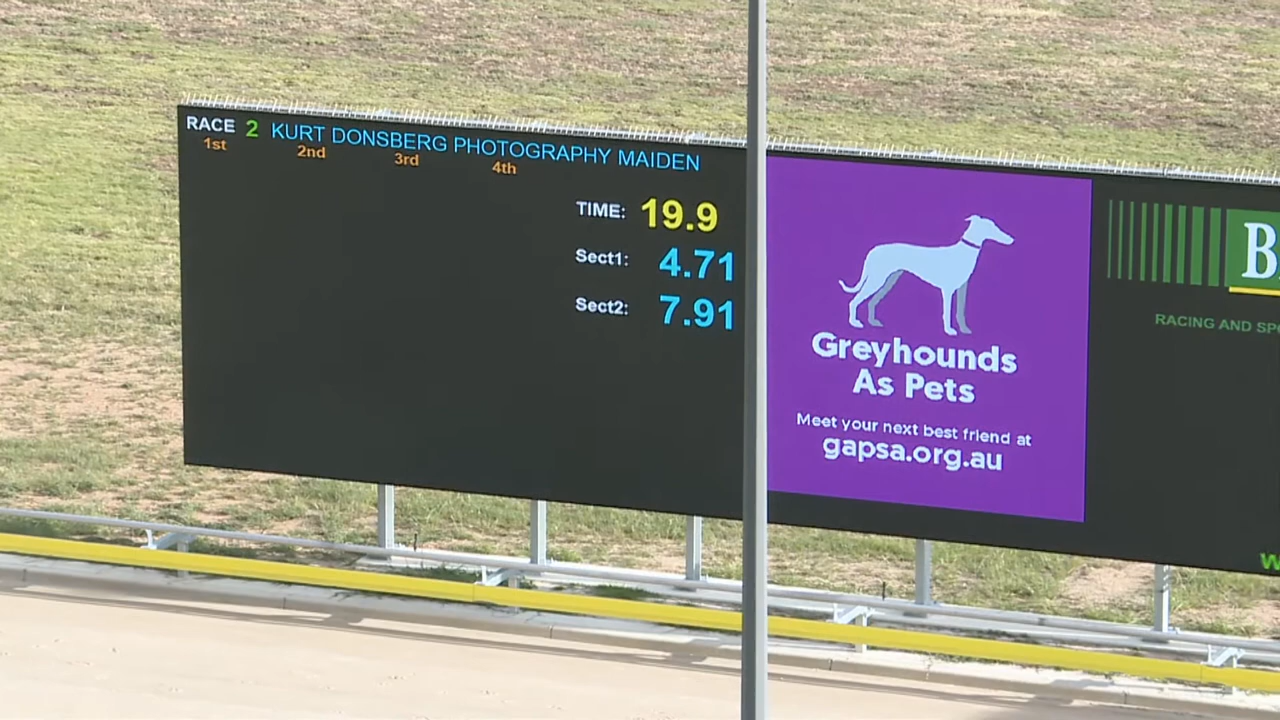 RACE 2 KURT DONSBERG PHOTOGRAPHY MAIDEN
1st 2nd 3rd 4th
TIME: 19.9
Sect1: 4.71
Sect2: 7.91
Greyhounds
As Pets
Meet your next best friend at
gapsa.org.au
B
RACING AND
W